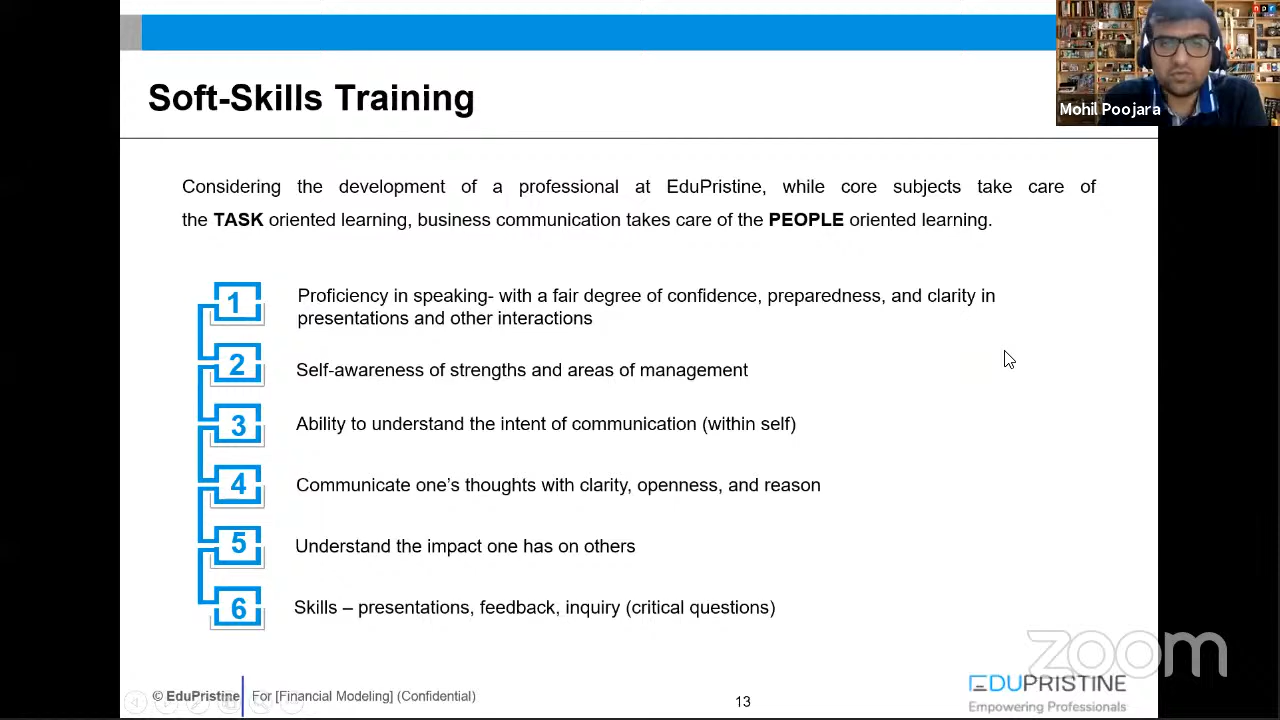 Soft-Skills Training
Mohil Poojara
Considering the development of a professional at EduPristine, while core subjects take care of
the TASK oriented learning, business communication takes care of the PEOPLE oriented learning.
1
Proficiency in speaking- with a fair degree of confidence, preparedness, and clarity in
presentations and other interactions
2
Self-awareness of strengths and areas of management
3
Ability to understand the intent of communication (within self)
4
Communicate one’s thoughts with clarity, openness, and reason
5
Understand the impact one has on others
6
Skills – presentations, feedback, inquiry (critical questions)
zoom
© EduPristine
For [Financial Modeling] (Confidential)
13
EDUPRISTINE
Empowering Professionals